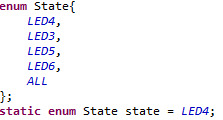 enum State{
LED4,
LED3,
LED5,
LED6,
ALL
};
static enum State state = LED4;